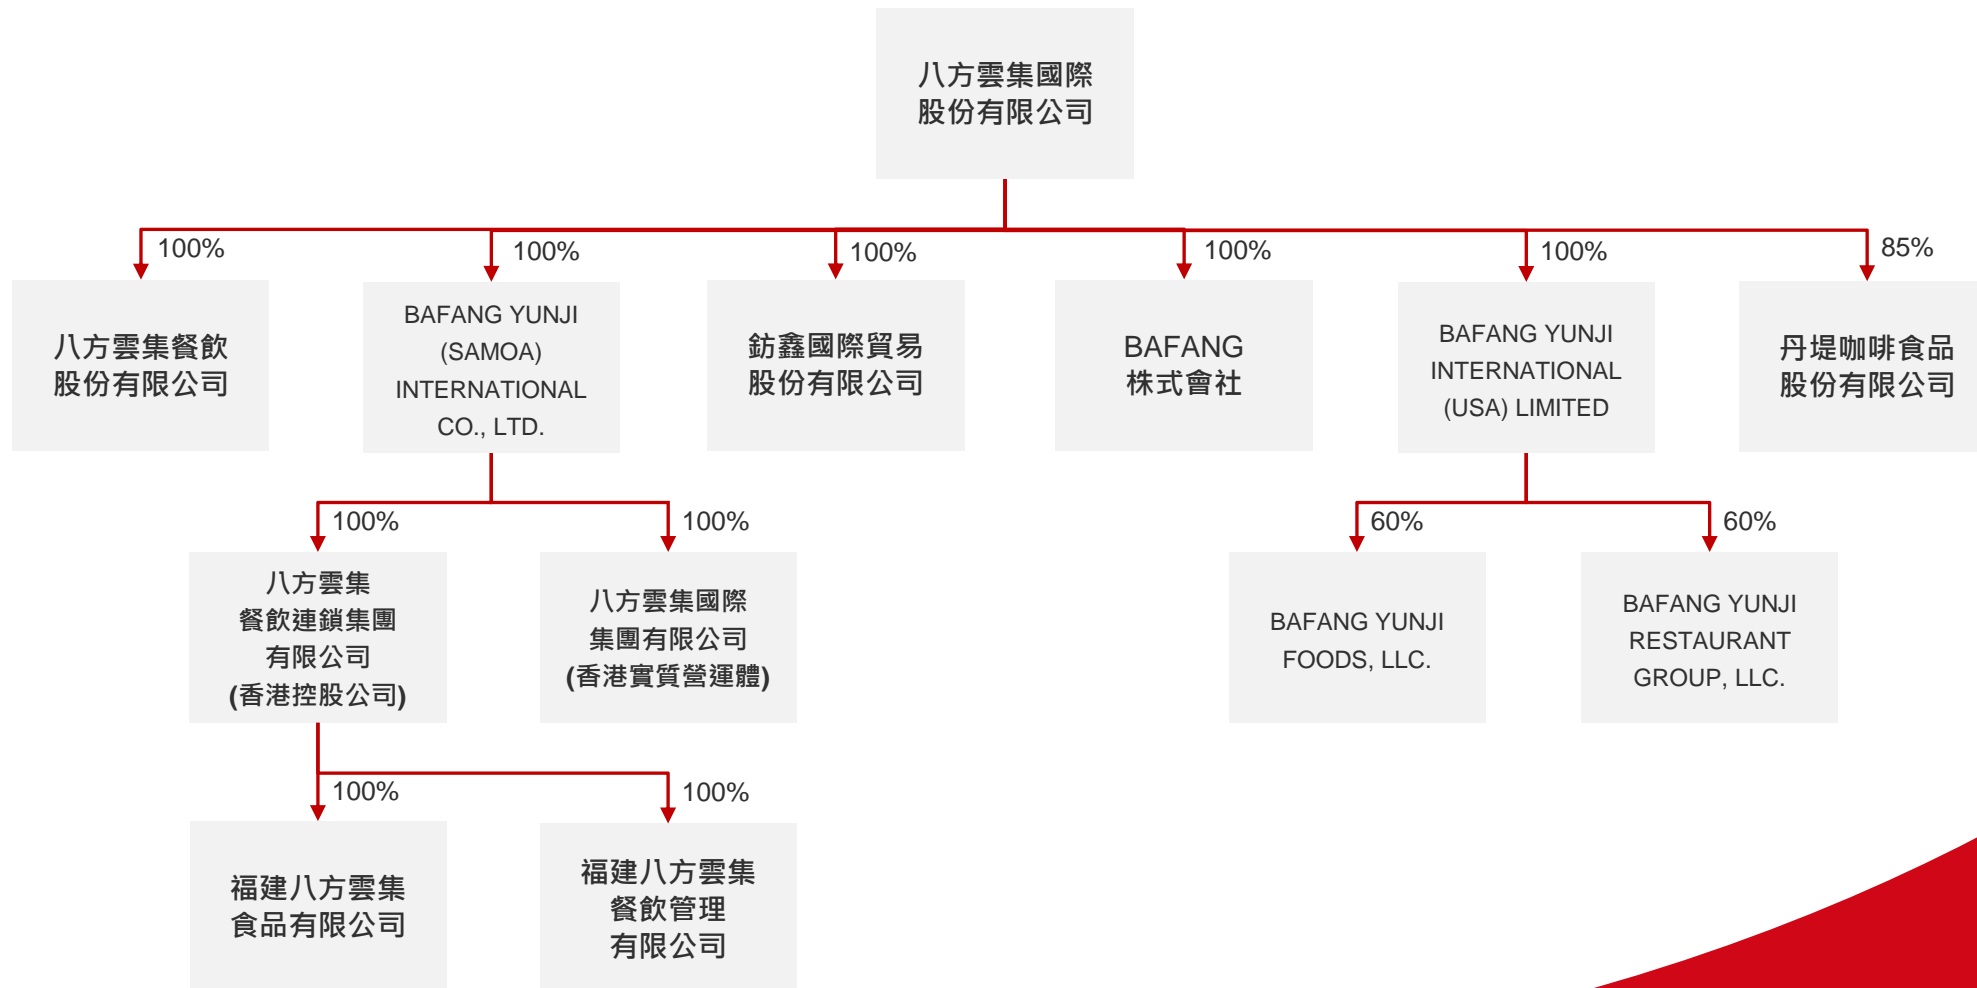 八方雲集國際
股份有限公司
100%
100%
100%
100%
100%
85%
八方雲集餐飲
股份有限公司
BAFANG YUNJI
(SAMOA)
INTERNATIONAL
CO., LTD.
鈁鑫國際貿易
股份有限公司
BAFANG
株式會社
BAFANG YUNJI
INTERNATIONAL
(USA) LIMITED
丹堤咖啡食品
股份有限公司
100%
100%
60%
60%
八方雲集
餐飲連鎖集團
有限公司
(香港控股公司)
八方雲集國際
集團有限公司
(香港實質營運體)
BAFANG YUNJI
FOODS, LLC.
BAFANG YUNJI
RESTAURANT
GROUP, LLC.
100%
100%
福建八方雲集
食品有限公司
福建八方雲集
餐飲管理
有限公司